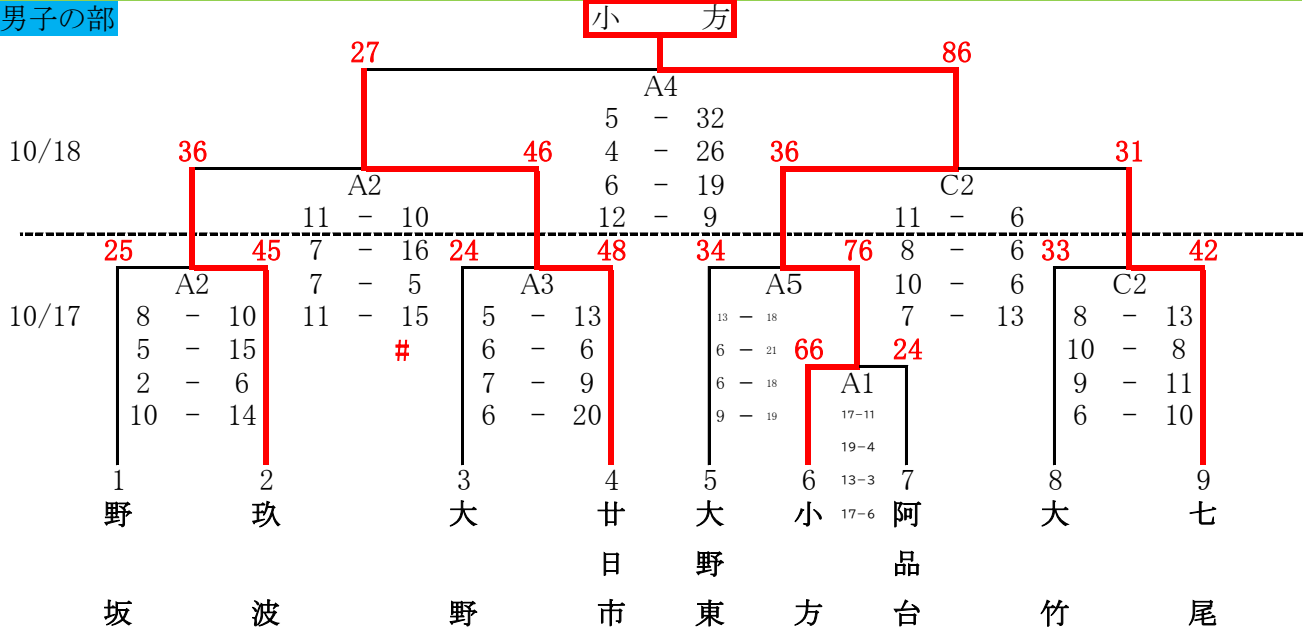 男子の部
小 方
27 86
A4
5 - 32
10/18 36 46 4 - 26 36 31
A2 6 - 19 C2
11 - 10 12 - 9 11 - 6
25 45 7 - 16 24 48 34 76 8 - 6 33 42
A2 7 - 5 A3 A5 10 - 6 C2
10/17 8 - 10 11 - 15 5 - 13 13 - 18 7 - 13 8 - 13
5 - 15 # 6 - 6 6 - 21 66 24 10 - 8
2 - 6 7 - 9 6 - 18 A1 9 - 11
10 - 14 6 - 20 9 - 19 17-11 6 - 10
19-4
1 2 3 4 5 6 13-3 7 8 9
17-6
野坂
玖波
大野
廿日市
大野東
小方
阿品台
大竹
七尾